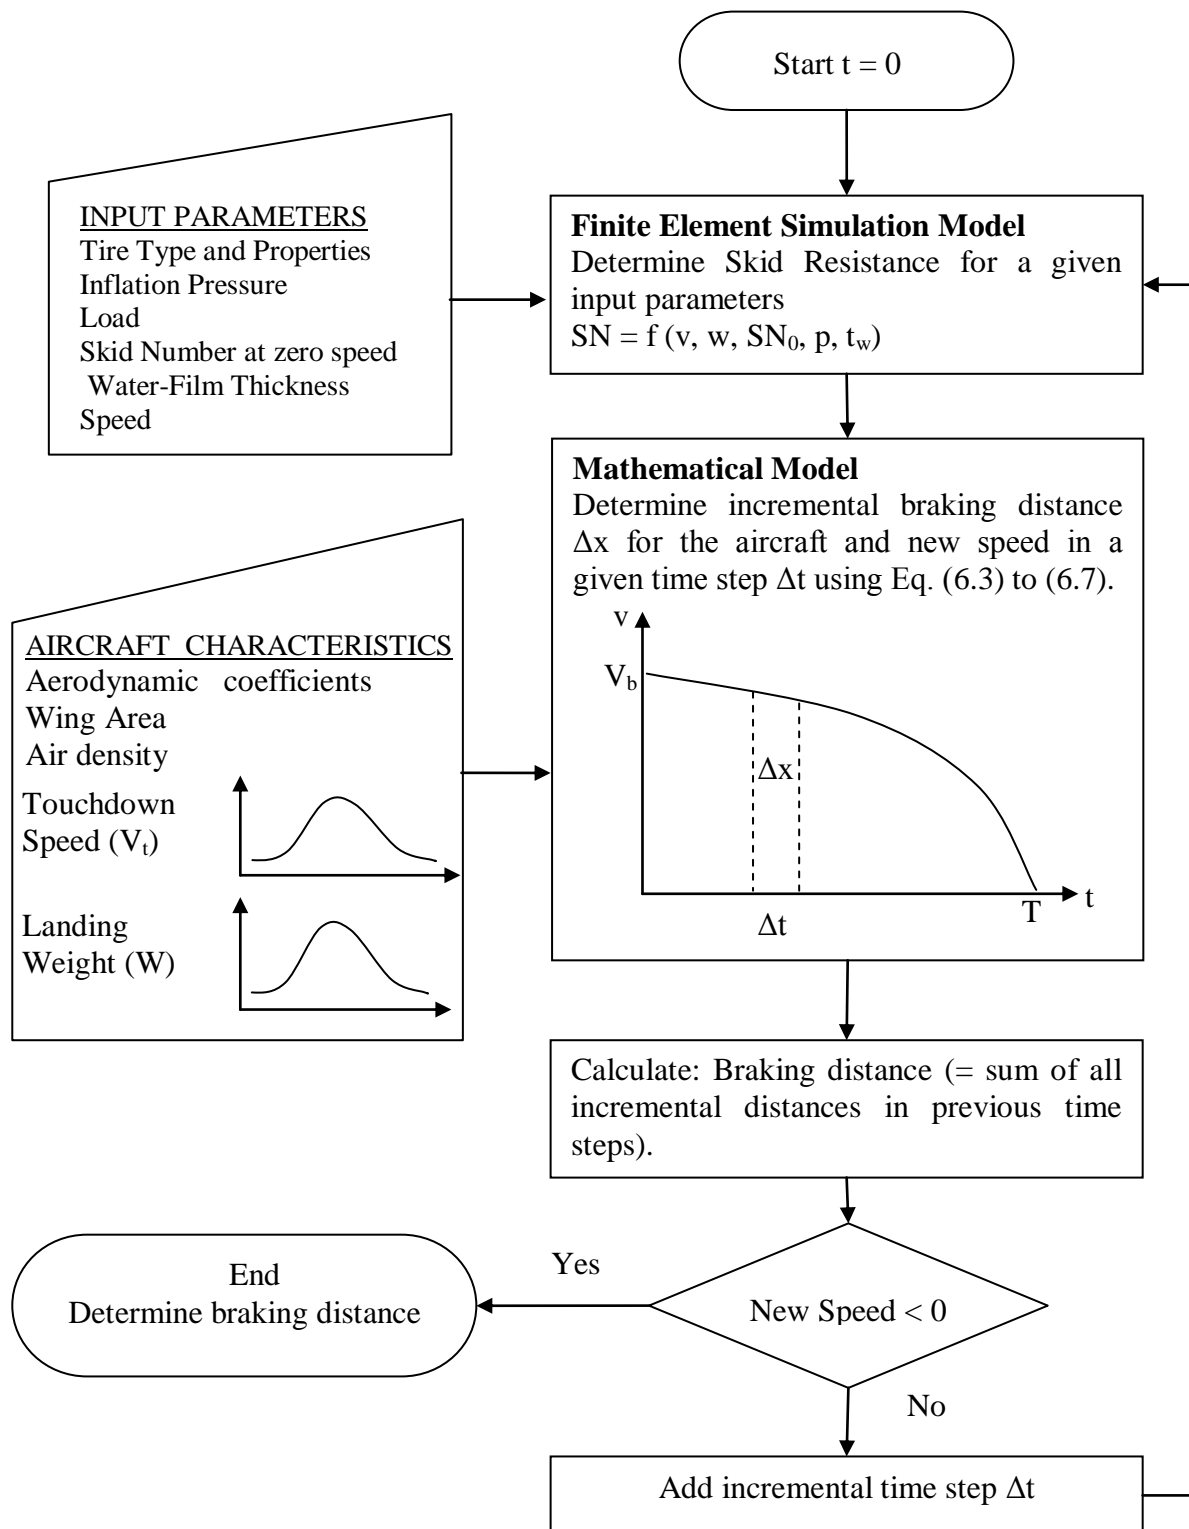 Start t = 0
INPUT PARAMETERS
Tire Type and Properties
Inflation Pressure
Load
Skid Number at zero speed
Water-Film Thickness
Speed
Finite Element Simulation Model
Determine Skid Resistance for a given
input parameters
SN = f (v, w, SN₀, p, t_w)
Mathematical Model
Determine incremental braking distance
Δx for the aircraft and new speed in a
given time step Δt using Eq. (6.3) to (6.7).
v
V_b
Δx
Δt
T
t
AIRCRAFT CHARACTERISTICS
Aerodynamic coefficients
Wing Area
Air density
Touchdown
Speed (V_t)
Landing
Weight (W)
Calculate: Braking distance (= sum of all
incremental distances in previous time
steps).
New Speed < 0
Yes
End
Determine braking distance
No
Add incremental time step Δt